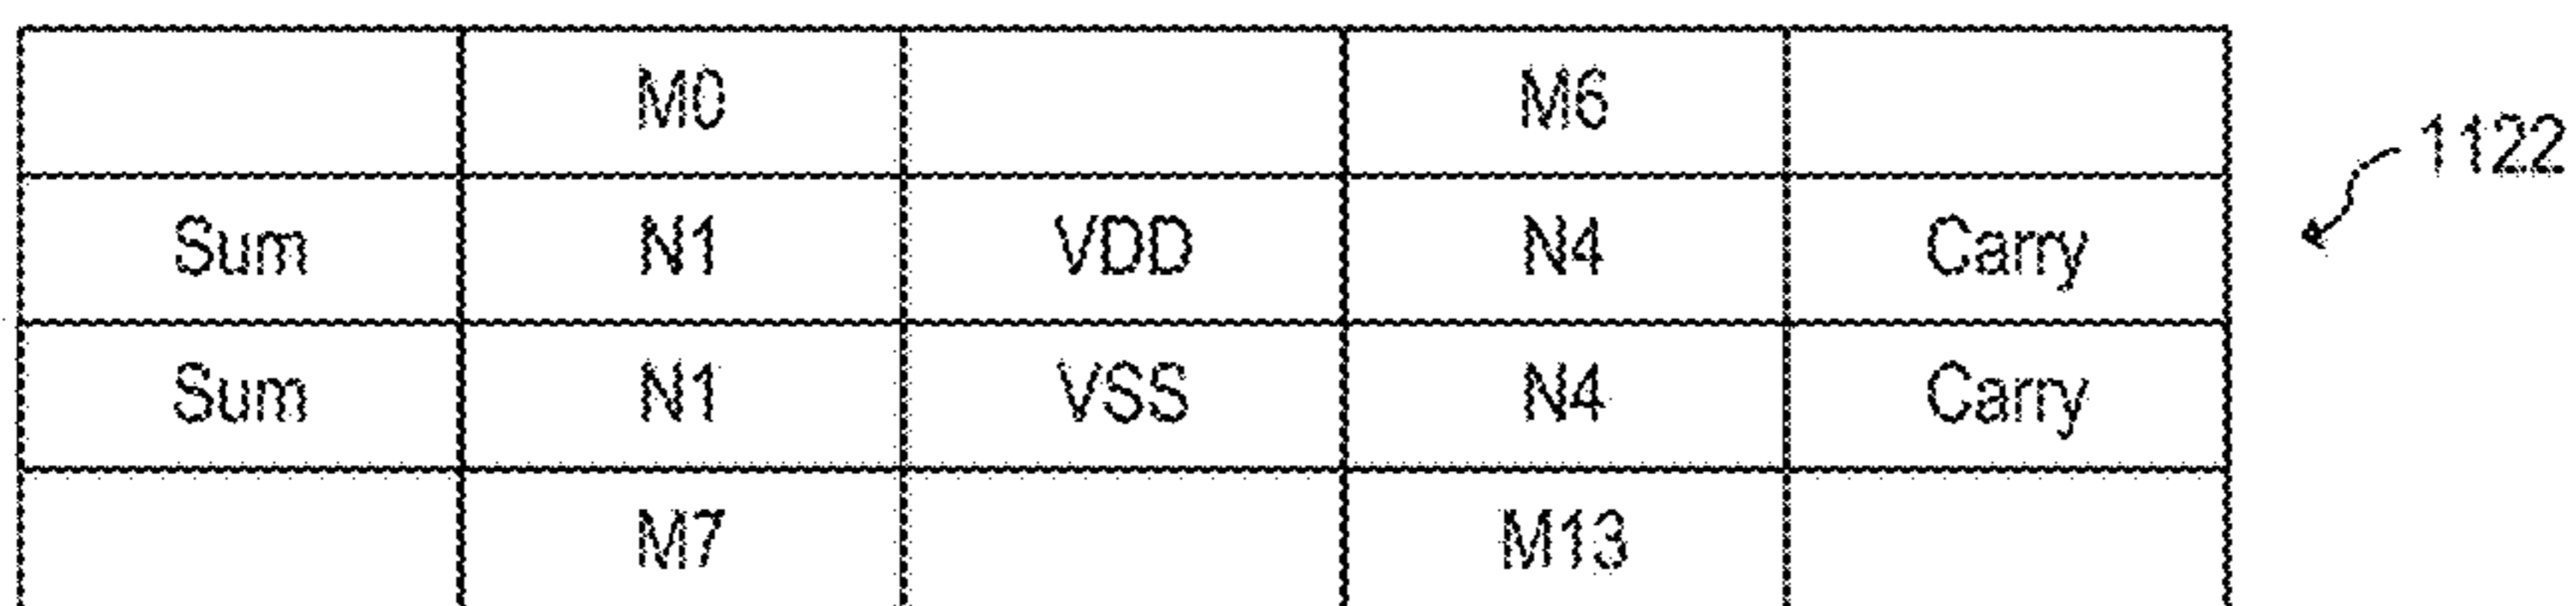 M0 M6
1122
Sum N1 VDD N4 Carry
Sum N1 VSS N4 Carry
M7 M13